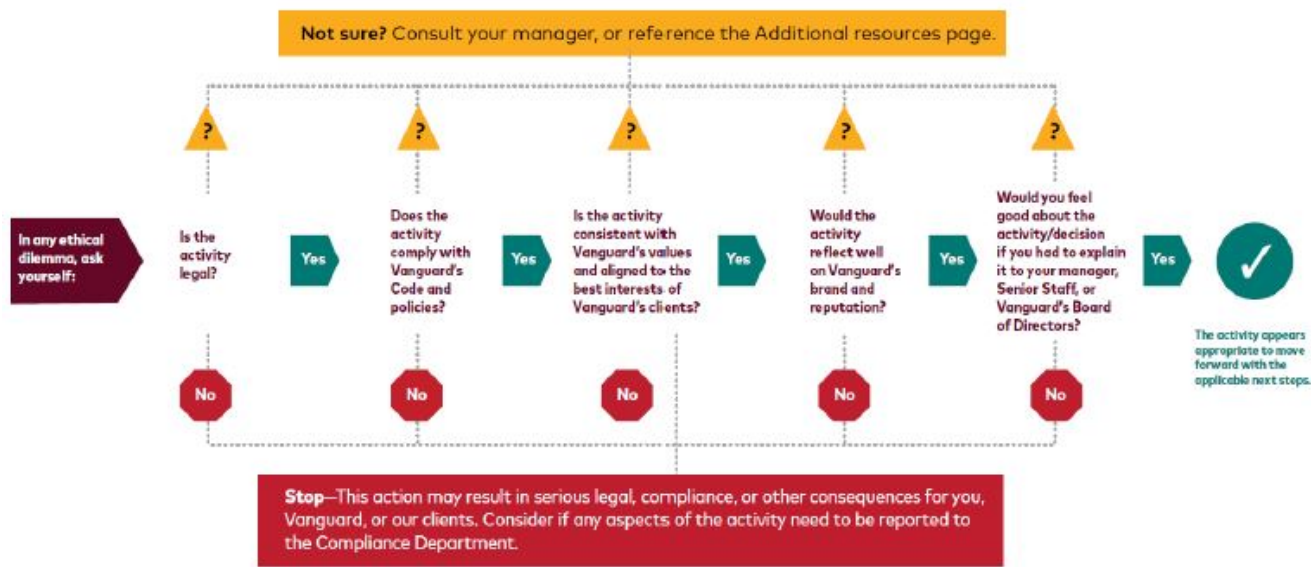 Not sure? Consult your manager, or reference the Additional resources page.
?
?
?
?
?
In any ethical
dilemma, ask
yourself:
Is the
activity
legal?
Yes
Does the
activity
comply with
Vanguard's
Code and
policies?
Yes
Is the activity
consistent with
Vanguard's values
and aligned to the
best interests of
Vanguard's clients?
Yes
Would the
activity
reflect well
on Vanguard's
brand and
reputation?
Yes
Would you feel
good about the
activity/decision
if you had to explain
it to your manager,
Senior Staff, or
Vanguard's Board
of Directors?
Yes
The activity appears
appropriate to move
forward with the
applicable next steps.
No
No
No
No
No
Stop—This action may result in serious legal, compliance, or other consequences for you,
Vanguard, or our clients. Consider if any aspects of the activity need to be reported to
the Compliance Department.